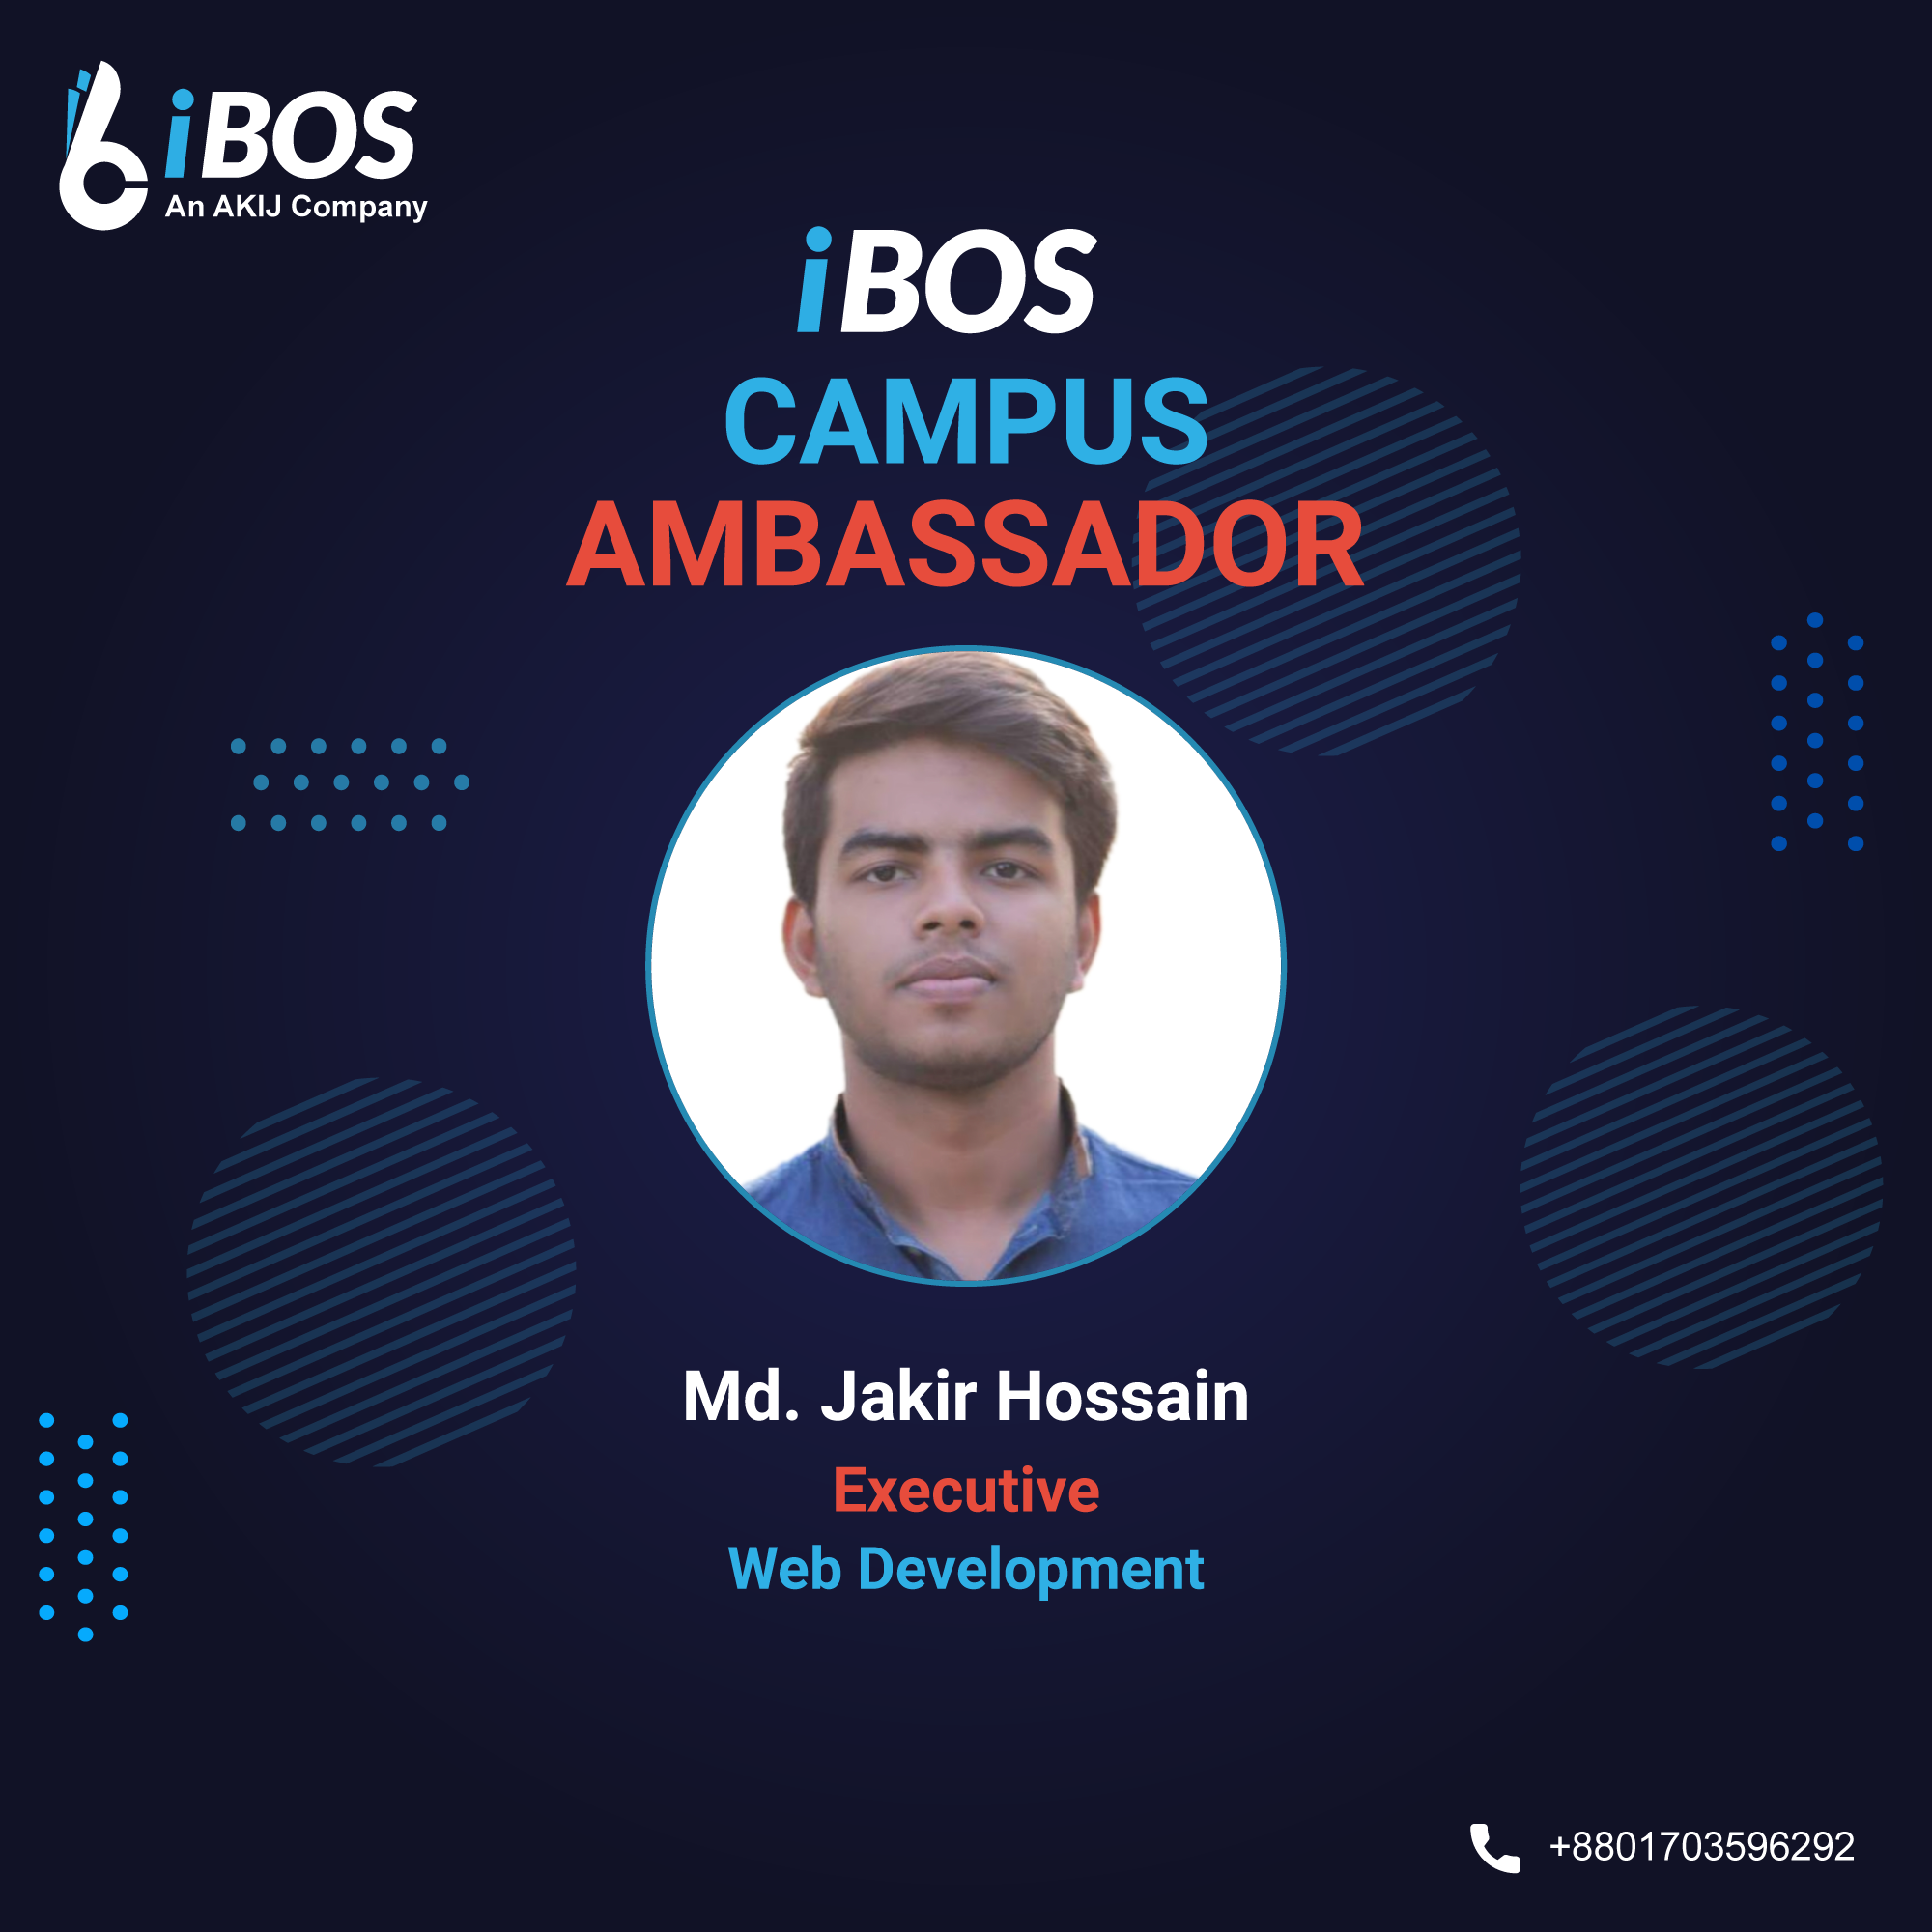 iBOS
An AKIJ Company
iBOS
CAMPUS
AMBASSADOR
Md. Jakir Hossain
Executive
Web Development
+8801703596292